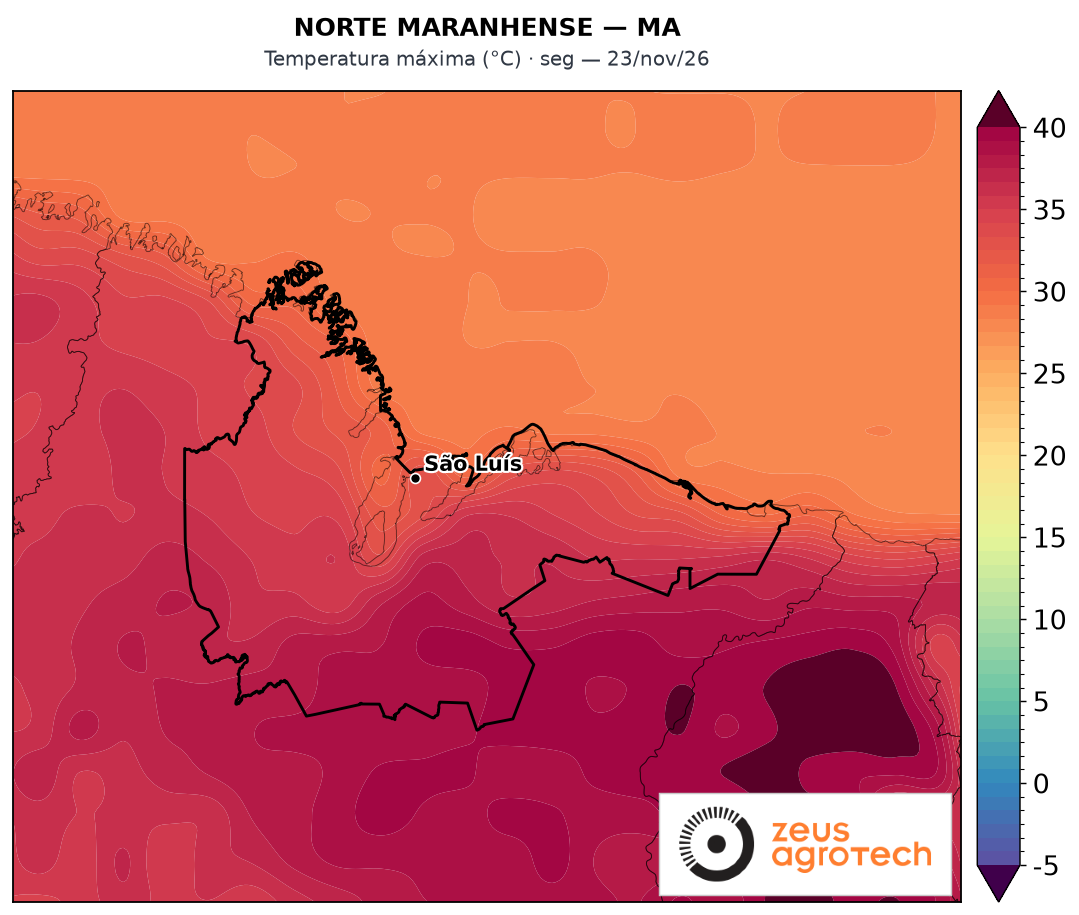 NORTE MARANHENSE — MA
Temperatura máxima (°C) · seg — 23/nov/26
São Luís
40
35
30
25
20
15
10
5
0
-5
zeus
agrotech